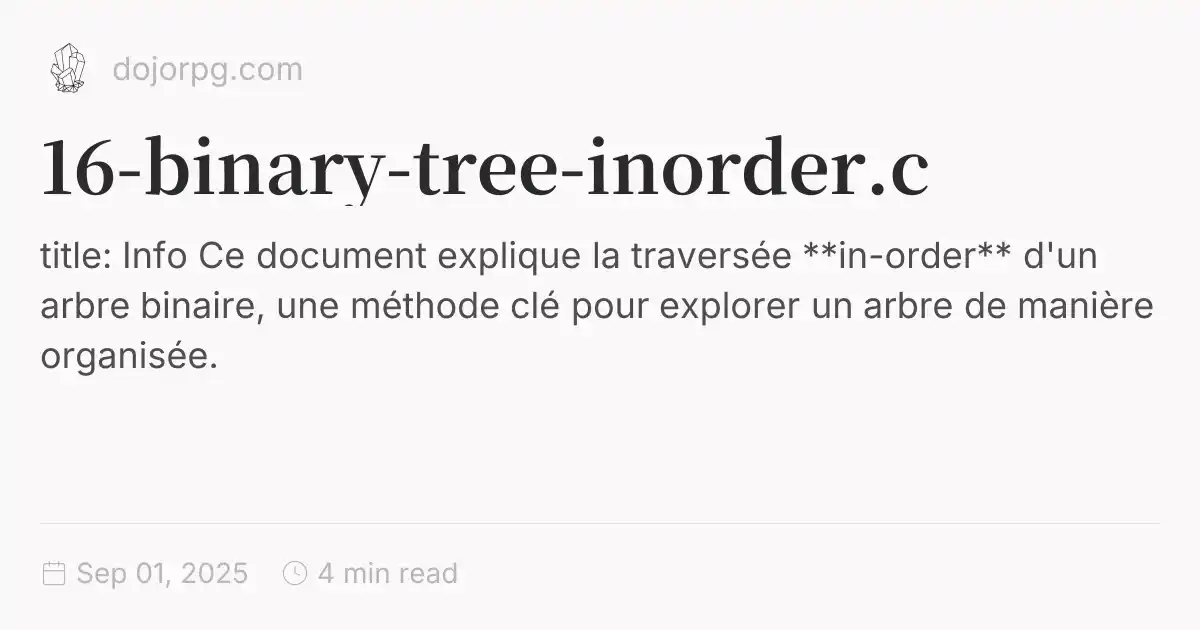 dojorpg.com
16-binary-tree-inorder.c
title: Info Ce document explique la traversée **in-order** d'un
arbre binaire, une méthode clé pour explorer un arbre de manière
organisée.
Sep 01, 2025 4 min read